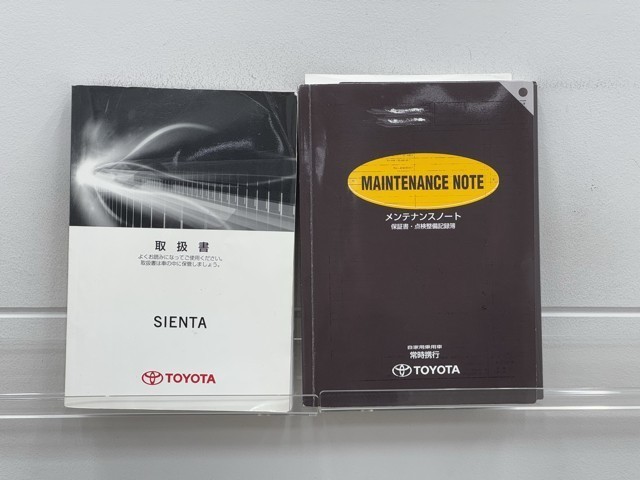 取扱書
よくお読みになってご使用ください。
取扱書は車の中に保管しましょう。
SIENTA
TOYOTA
MAINTENANCE NOTE
メンテナンスノート
保証書・点検整備記録簿
自家用乗用車
常時携行
TOYOTA